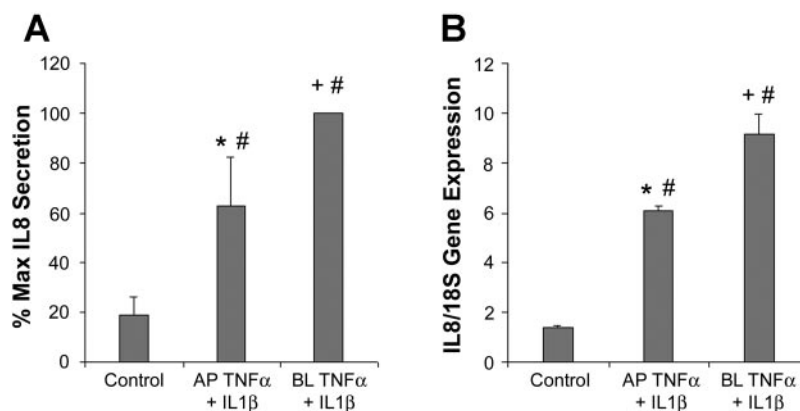 A
% Max IL8 Secretion
120
100
80
60
40
20
0
* #
+ #
Control
AP TNFα
+ IL1β
BL TNFα
+ IL1β
B
IL8/18S Gene Expression
12
10
8
6
4
2
0
* #
+ #
Control
AP TNFα
+ IL1β
BL TNFα
+ IL1β